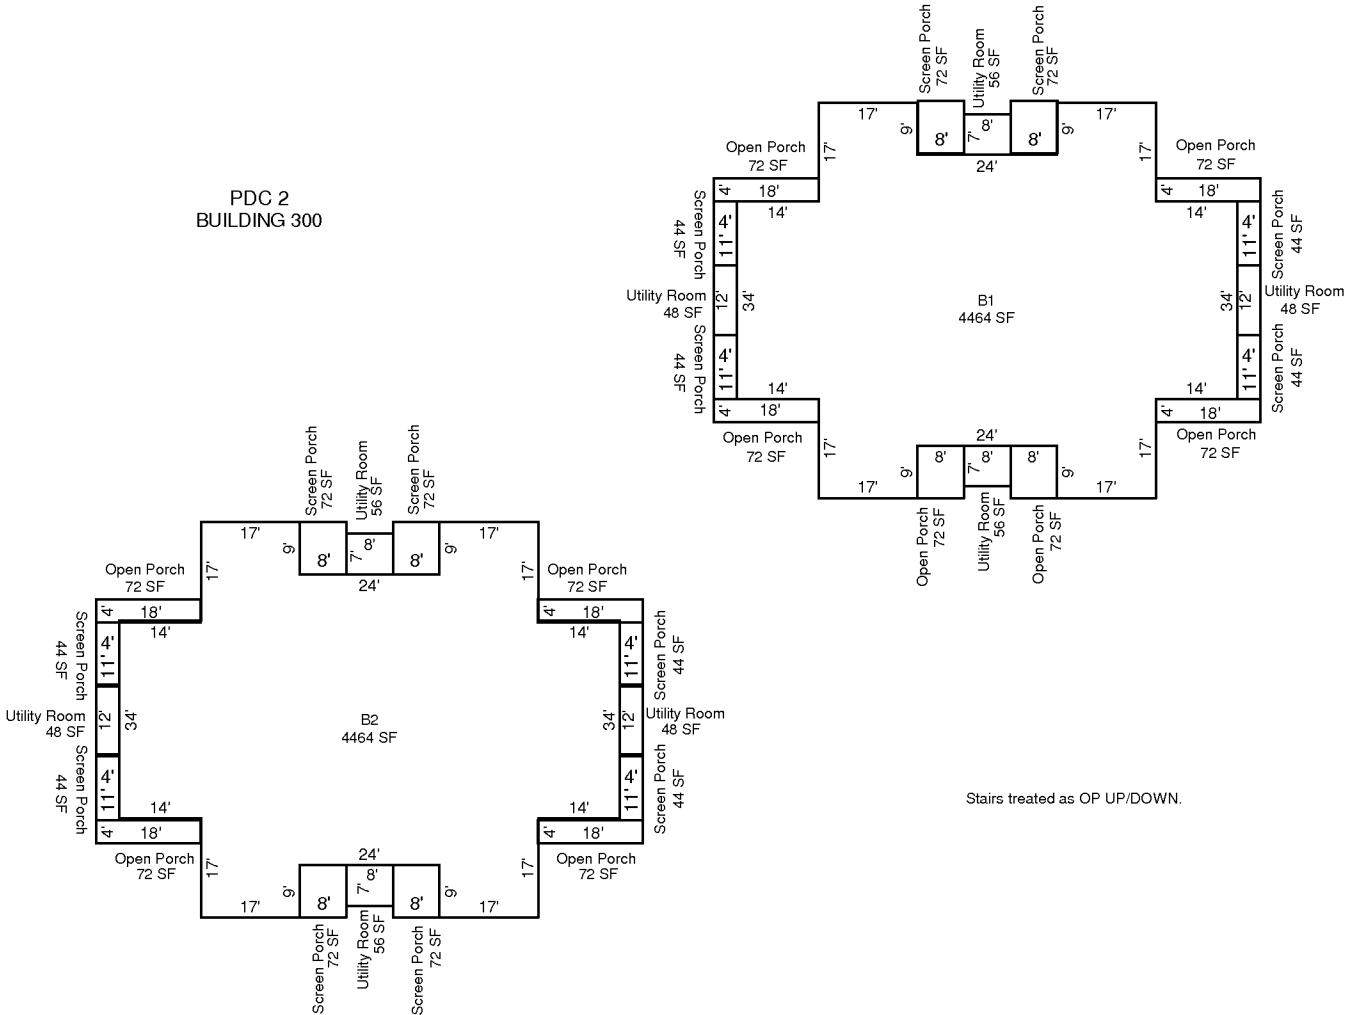 PDC 2
BUILDING 300
Screen Porch
72 SF
Utility Room
56 SF
Screen Porch
72 SF
17'
9'
8'
7'
8'
8'
9'
17'
24'
Open Porch
72 SF
17'
17'
Open Porch
72 SF
4'
18'
14'
4'
18'
14'
Screen Porch
44 SF
4'
11'
4'
11'
Screen Porch
44 SF
Utility Room
48 SF
12'
34'
B1
4464 SF
34'
12'
Utility Room
48 SF
Screen Porch
44 SF
4'
11'
4'
11'
Screen Porch
44 SF
14'
4'
18'
14'
4'
18'
Open Porch
72 SF
17'
17'
Open Porch
72 SF
24'
17'
9'
8'
7'
8'
8'
9'
17'
Open Porch
72 SF
Utility Room
56 SF
Open Porch
72 SF
Screen Porch
72 SF
Utility Room
56 SF
Screen Porch
72 SF
17'
9'
8'
7'
8'
8'
9'
17'
24'
Open Porch
72 SF
17'
17'
Open Porch
72 SF
4'
18'
14'
4'
18'
14'
Screen Porch
44 SF
4'
11'
4'
11'
Screen Porch
44 SF
Utility Room
48 SF
12'
34'
B2
4464 SF
34'
12'
Utility Room
48 SF
Screen Porch
44 SF
4'
11'
4'
11'
Screen Porch
44 SF
14'
4'
18'
14'
4'
18'
Open Porch
72 SF
17'
17'
Open Porch
72 SF
24'
17'
9'
8'
7'
8'
8'
9'
17'
Screen Porch
72 SF
Utility Room
56 SF
Screen Porch
72 SF
Stairs treated as OP UP/DOWN.